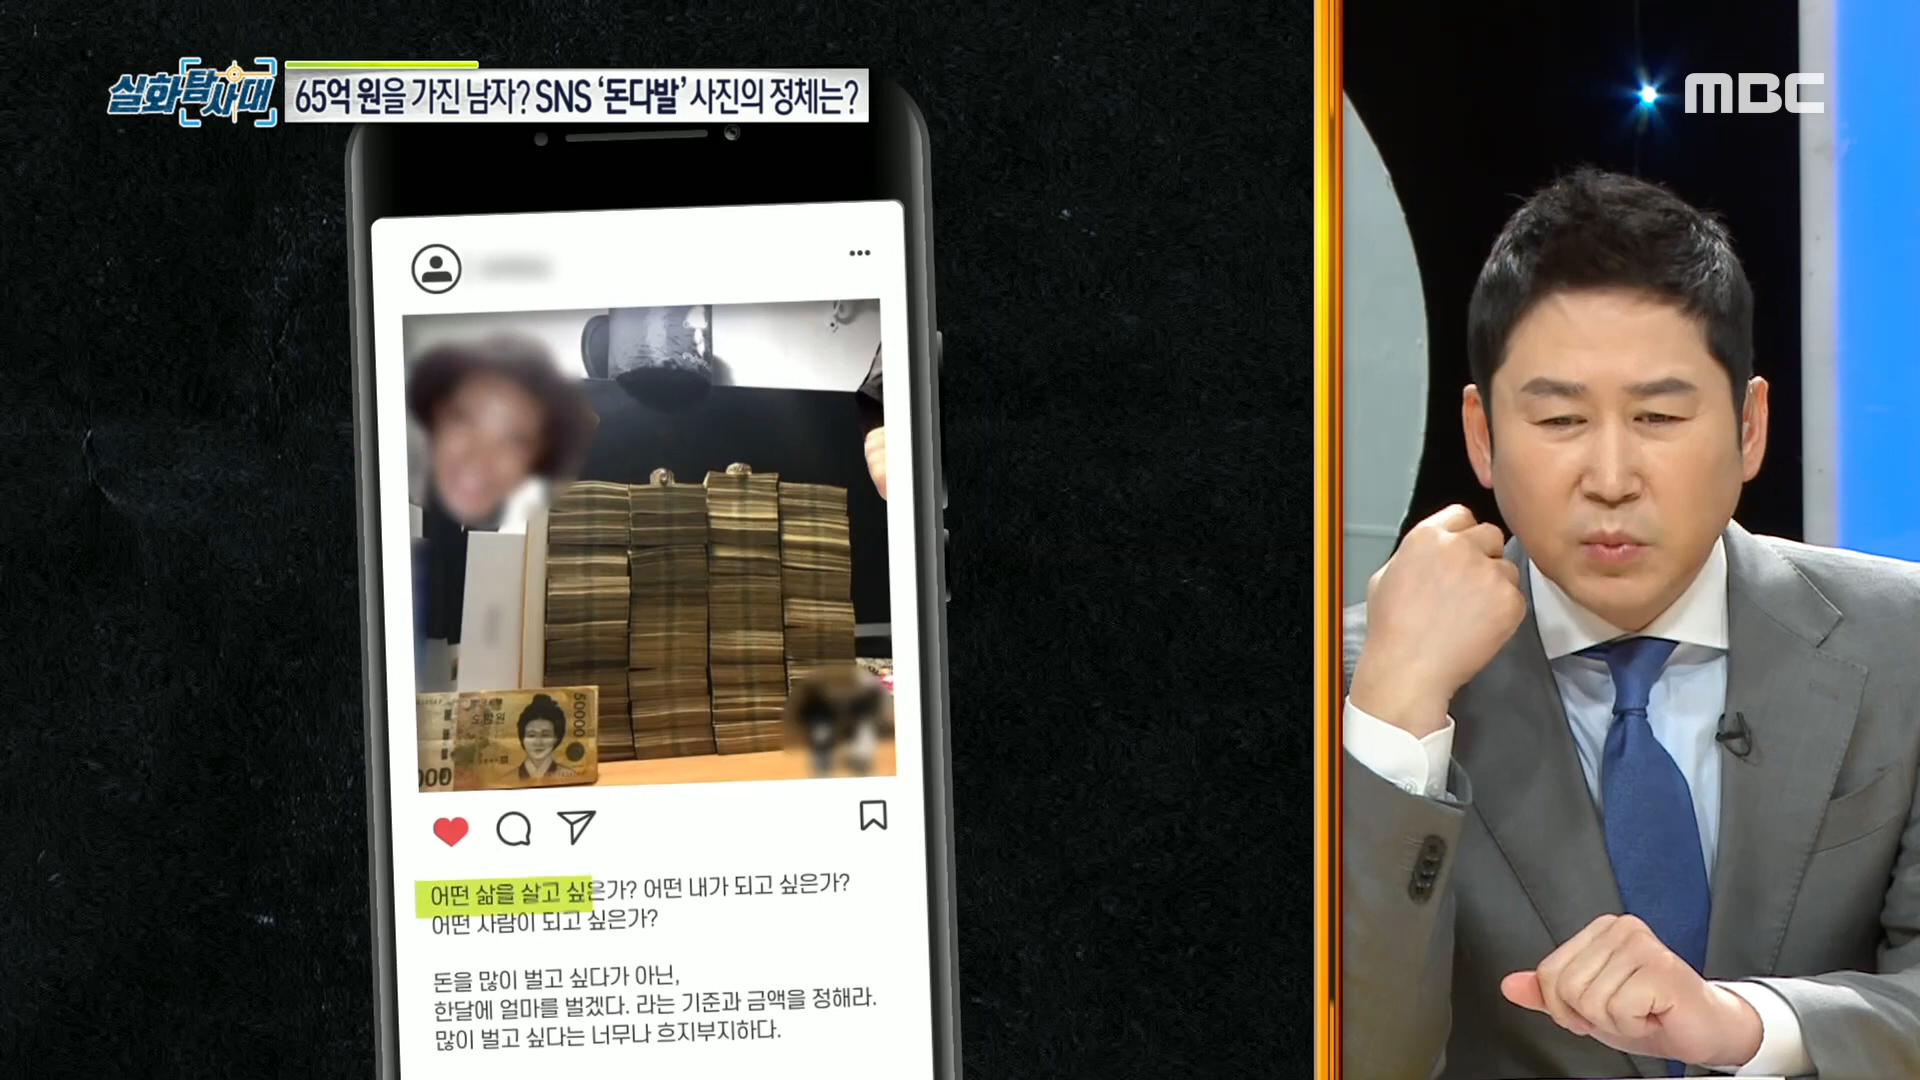 실화탐사대
65억 원을 가진 남자? SNS ‘돈다발’ 사진의 정체는?
MBC
50000
오만원
000
어떤 삶을 살고 싶은가? 어떤 내가 되고 싶은가?
어떤 사람이 되고 싶은가?
돈을 많이 벌고 싶다가 아닌,
한달에 얼마를 벌겠다. 라는 기준과 금액을 정해라.
많이 벌고 싶다는 너무나 흐지부지하다.